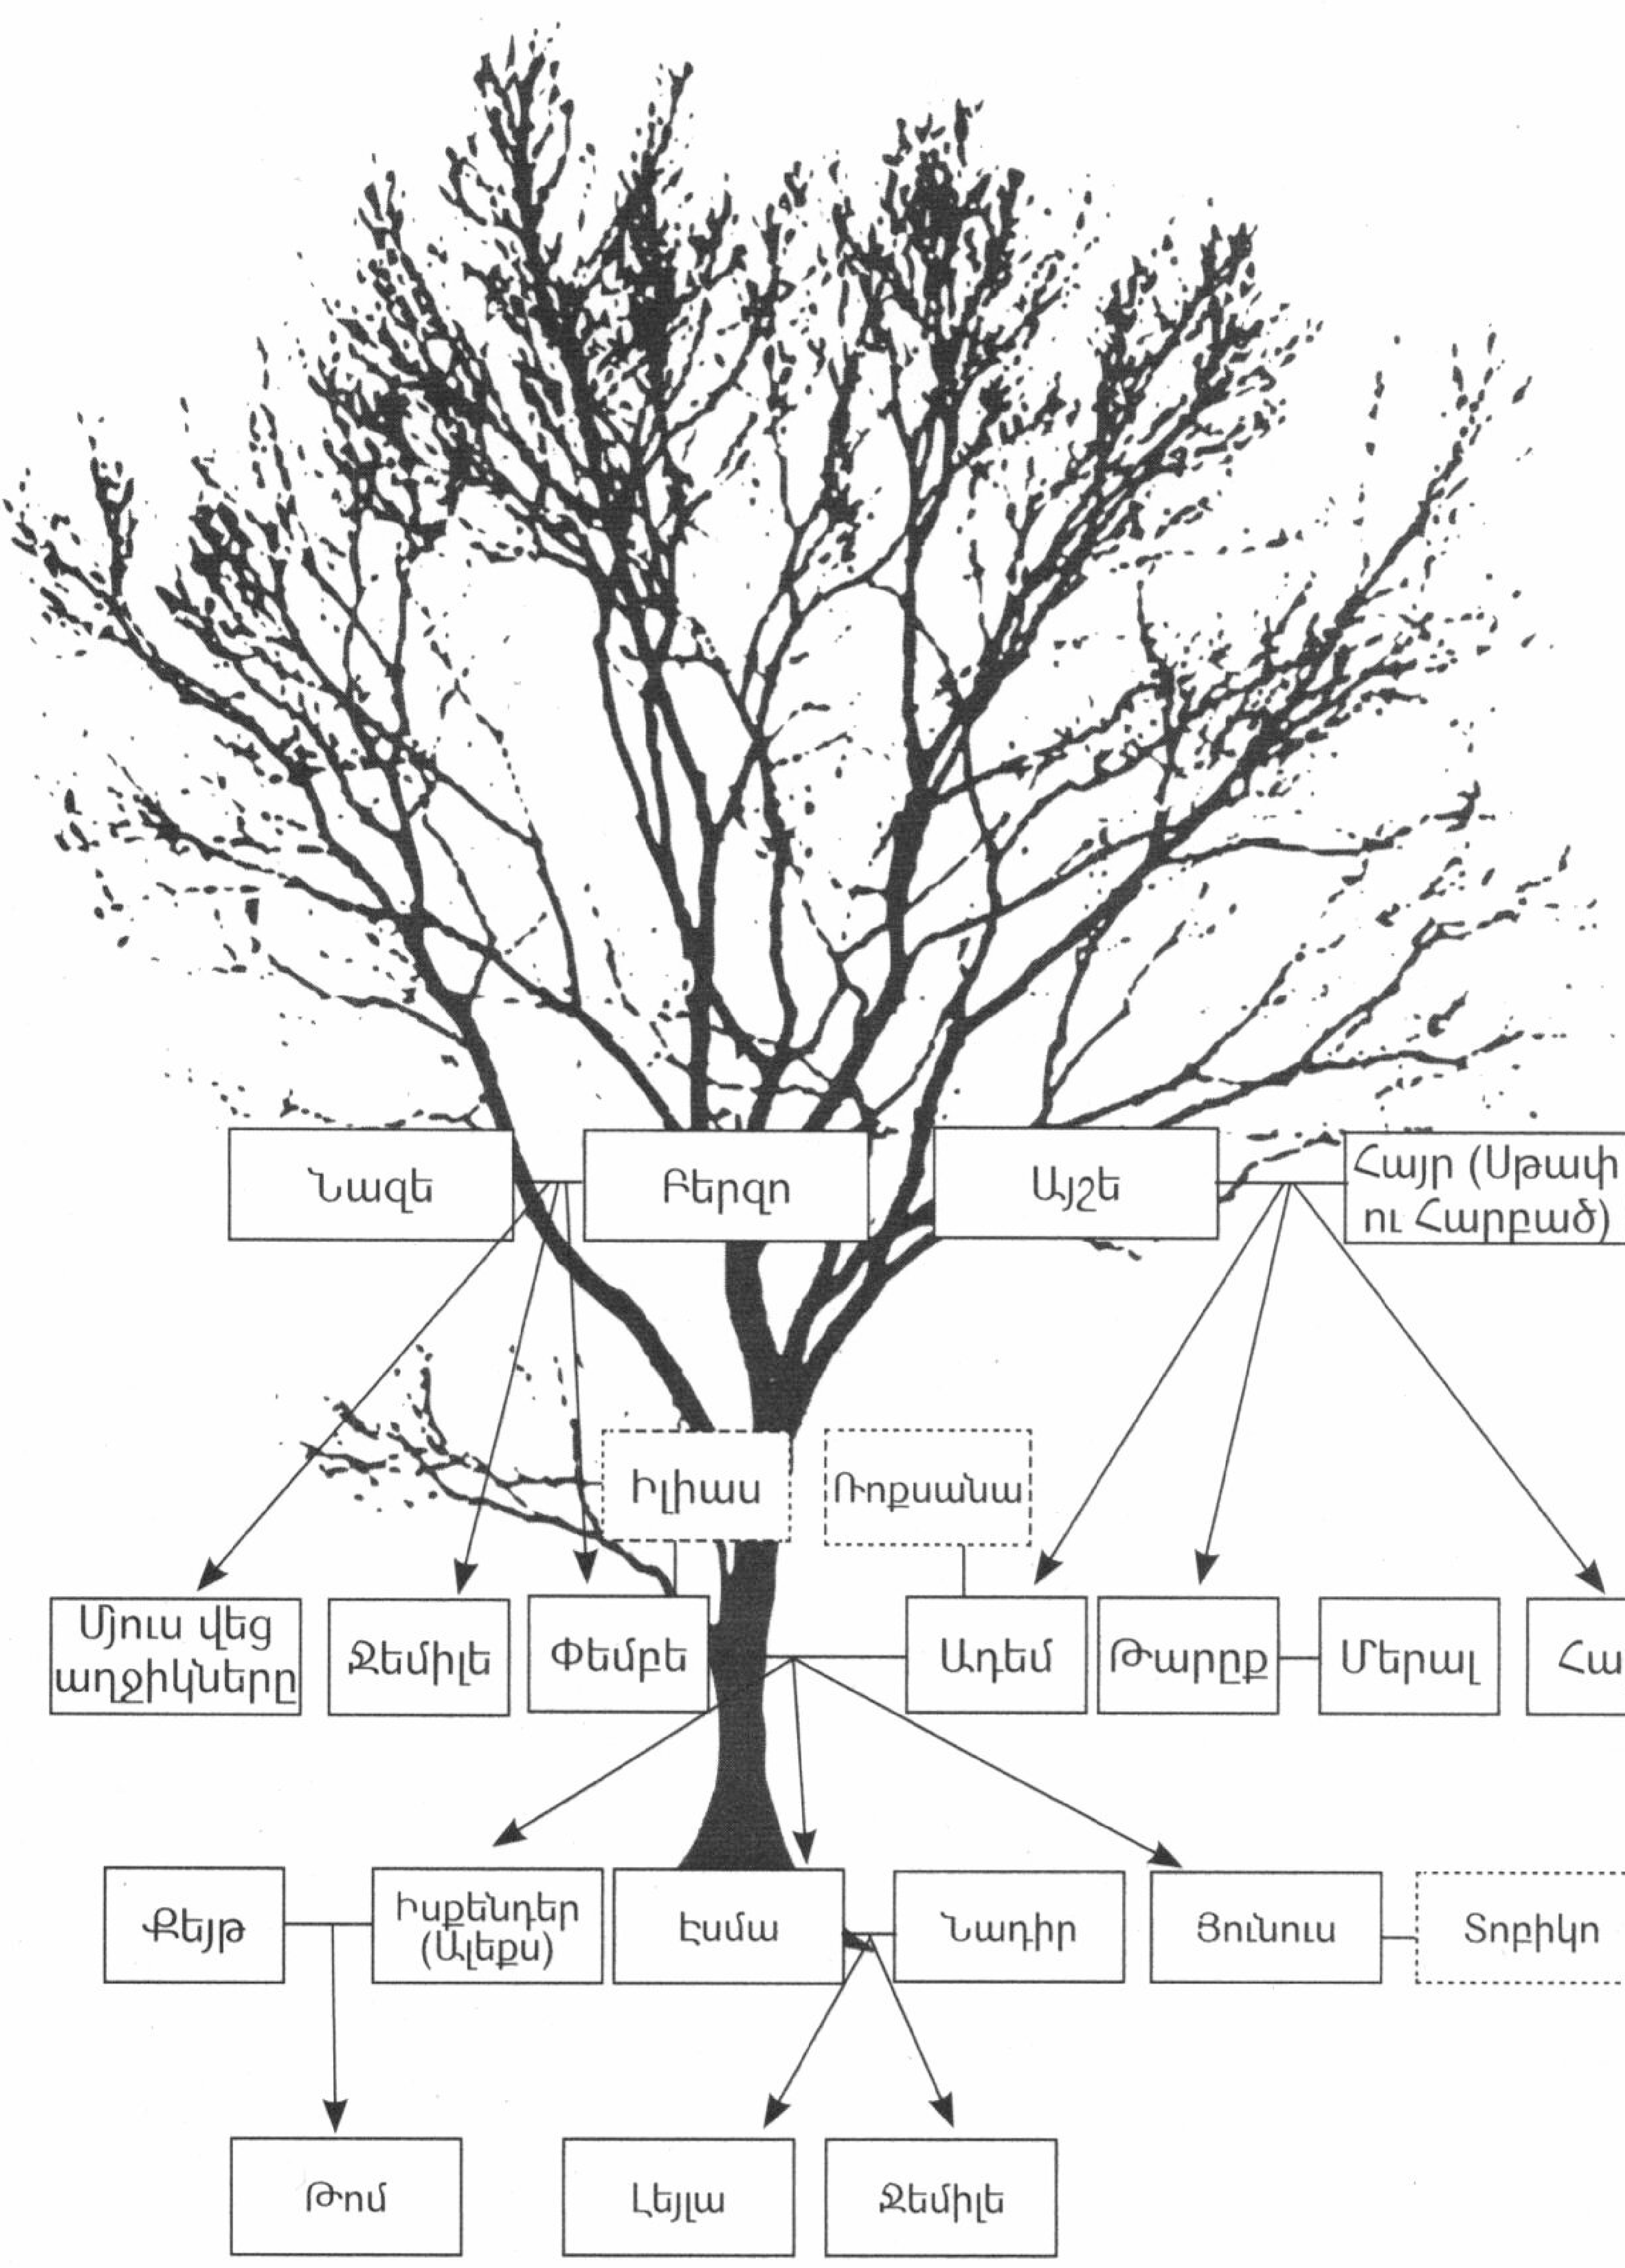 Նազե
Բերզո
Այշե
Հայր (Սթափ
ու Հարբած)
Իլիաս
Ռոքսանա
Մյուս վեց
աղջիկները
Ջեմիլե
Փեմբե
Ադեմ
Թարըք
Մերալ
Հա
Քեյթ
Իսքենդեր
(Ալեքս)
Էսմա
Նադիր
Յունուս
Տոբիկո
Թոմ
Լեյլա
Ջեմիլե